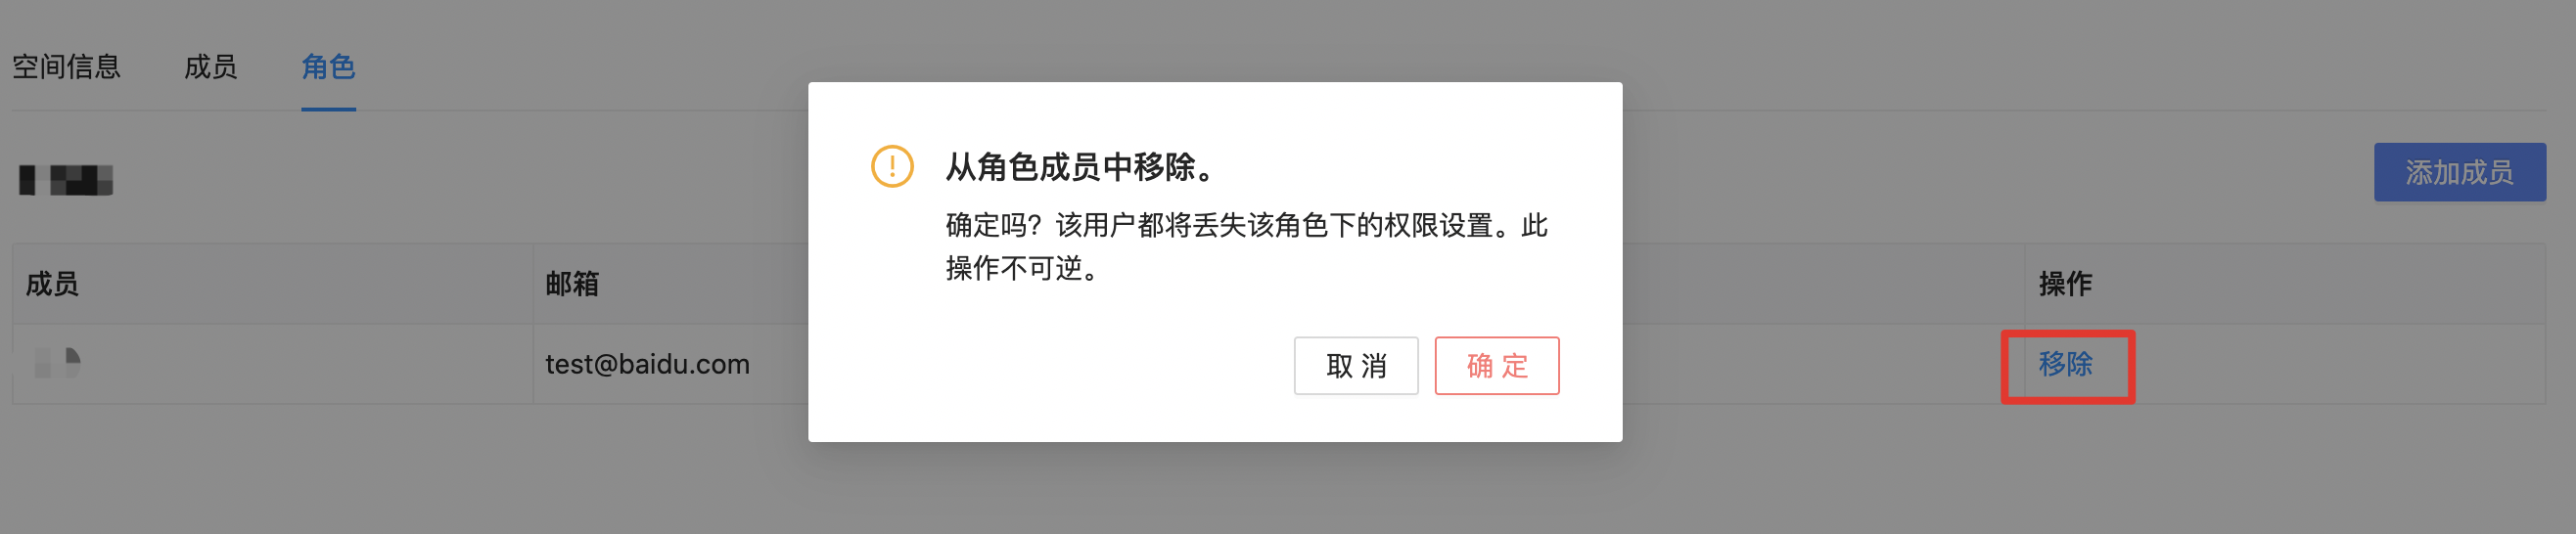 空间信息 成员 角色
从角色成员中移除。
添加成员
确定吗？该用户都将丢失该角色下的权限设置。此
操作不可逆。
成员 邮箱 操作
取 消 确 定
test@baidu.com 移除